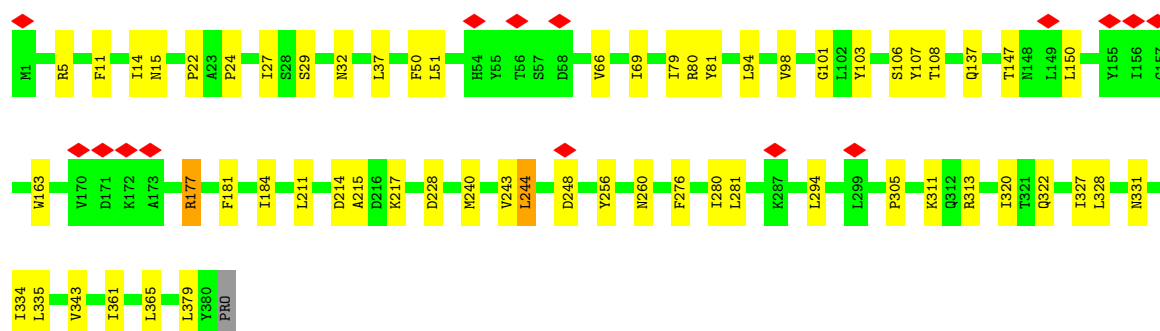 M1 R5 F11 I14 N15 P22 A23 P24 I27 S28 S29 N32 L37 F50 L51 H54 Y55 T56 S57 D58 V66 I69 I79 R80 Y81 L94 V98 G101 L102 Y103 S106 Y107 T108 Q137 T147 N148 L149 L150 Y155 I156
W163 V170 D171 K172 A173 R177 F181 I184 L211 D214 A215 D216 K217 D228 M240 V243 L244 D248 Y256 N260 F276 I280 L281 K287 L294 L299 P305 K311 Q312 R313 I320 T321 Q322 I327 L328 N331
I334 L335 V343 I361 L365 L379 Y380 PRO